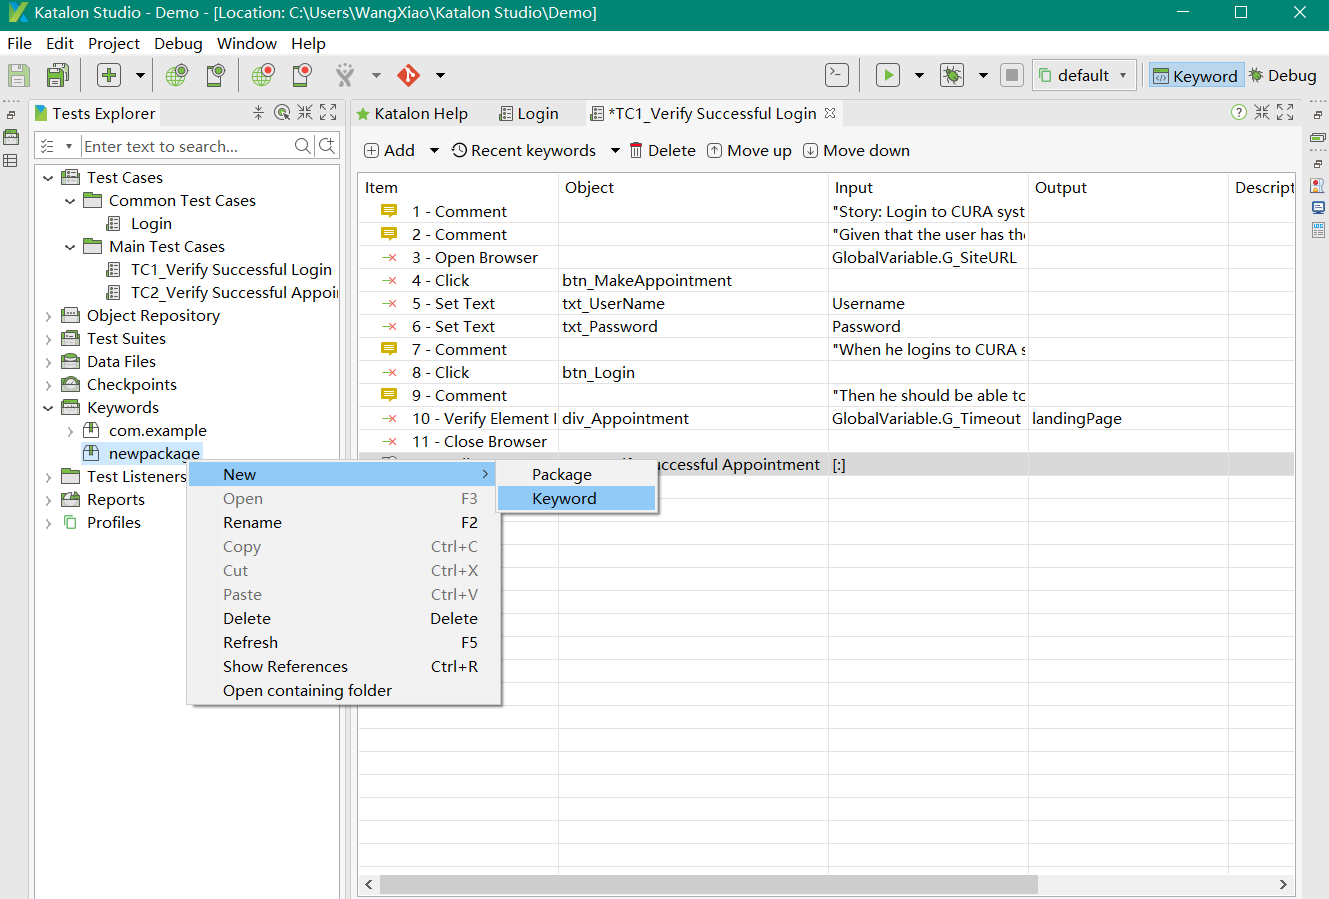 Katalon Studio - Demo - [Location: C:\Users\WangXiao\Katalon Studio\Demo]
File Edit Project Debug Window Help
default
Keyword
Debug
Tests Explorer
Katalon Help
Login
*TC1_Verify Successful Login
Enter text to search...
Add
Recent keywords
Delete
Move up
Move down
Test Cases
Common Test Cases
Login
Main Test Cases
TC1_Verify Successful Login
TC2_Verify Successful Appoi
Object Repository
Test Suites
Data Files
Checkpoints
Keywords
com.example
newpackage
Test Listeners
Reports
Profiles
Item Object Input Output Descript
1 - Comment "Story: Login to CURA syst
2 - Comment "Given that the user has the
3 - Open Browser GlobalVariable.G_SiteURL
4 - Click btn_MakeAppointment
5 - Set Text txt_UserName Username
6 - Set Text txt_Password Password
7 - Comment "When he logins to CURA s
8 - Click btn_Login
9 - Comment "Then he should be able to
10 - Verify Element I div_Appointment GlobalVariable.G_Timeout landingPage
11 - Close Browser
uccessful Appointment [:]
New
Open F3
Rename F2
Copy Ctrl+C
Cut Ctrl+X
Paste Ctrl+V
Delete Delete
Refresh F5
Show References Ctrl+R
Open containing folder
Package
Keyword